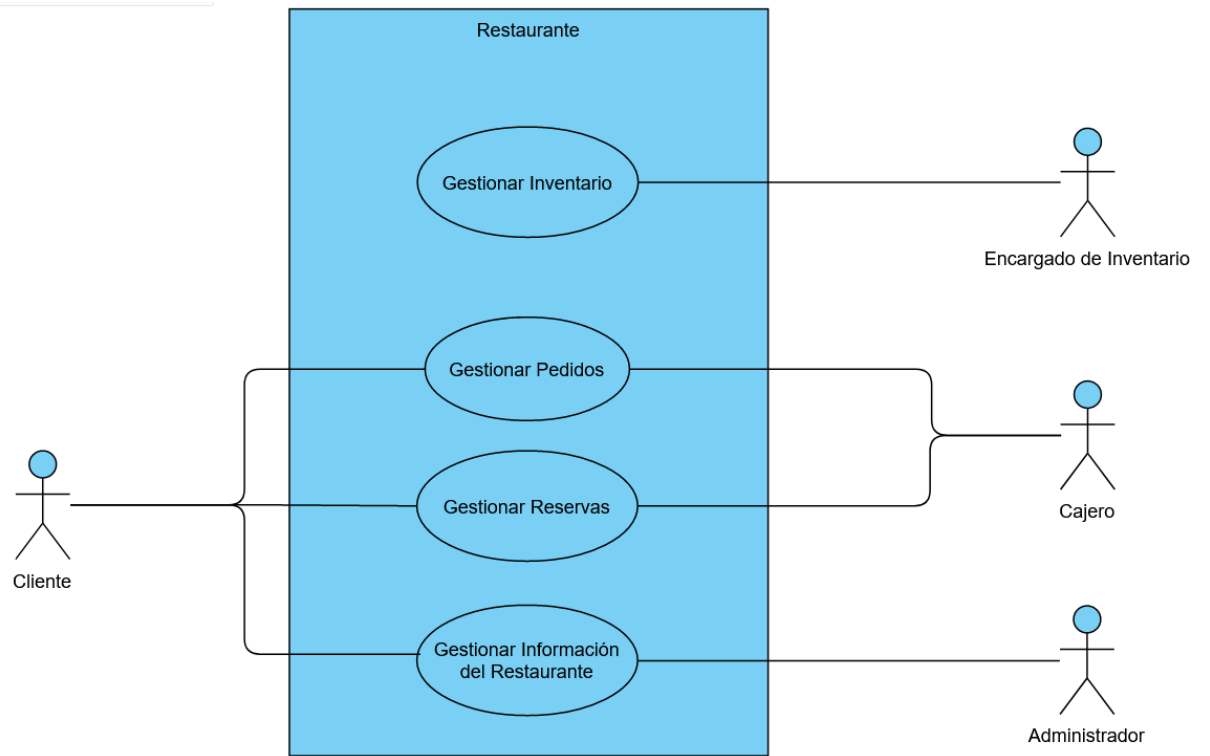 Restaurante
Gestionar Inventario
Encargado de Inventario
Gestionar Pedidos
Gestionar Reservas
Cajero
Cliente
Gestionar Información
del Restaurante
Administrador